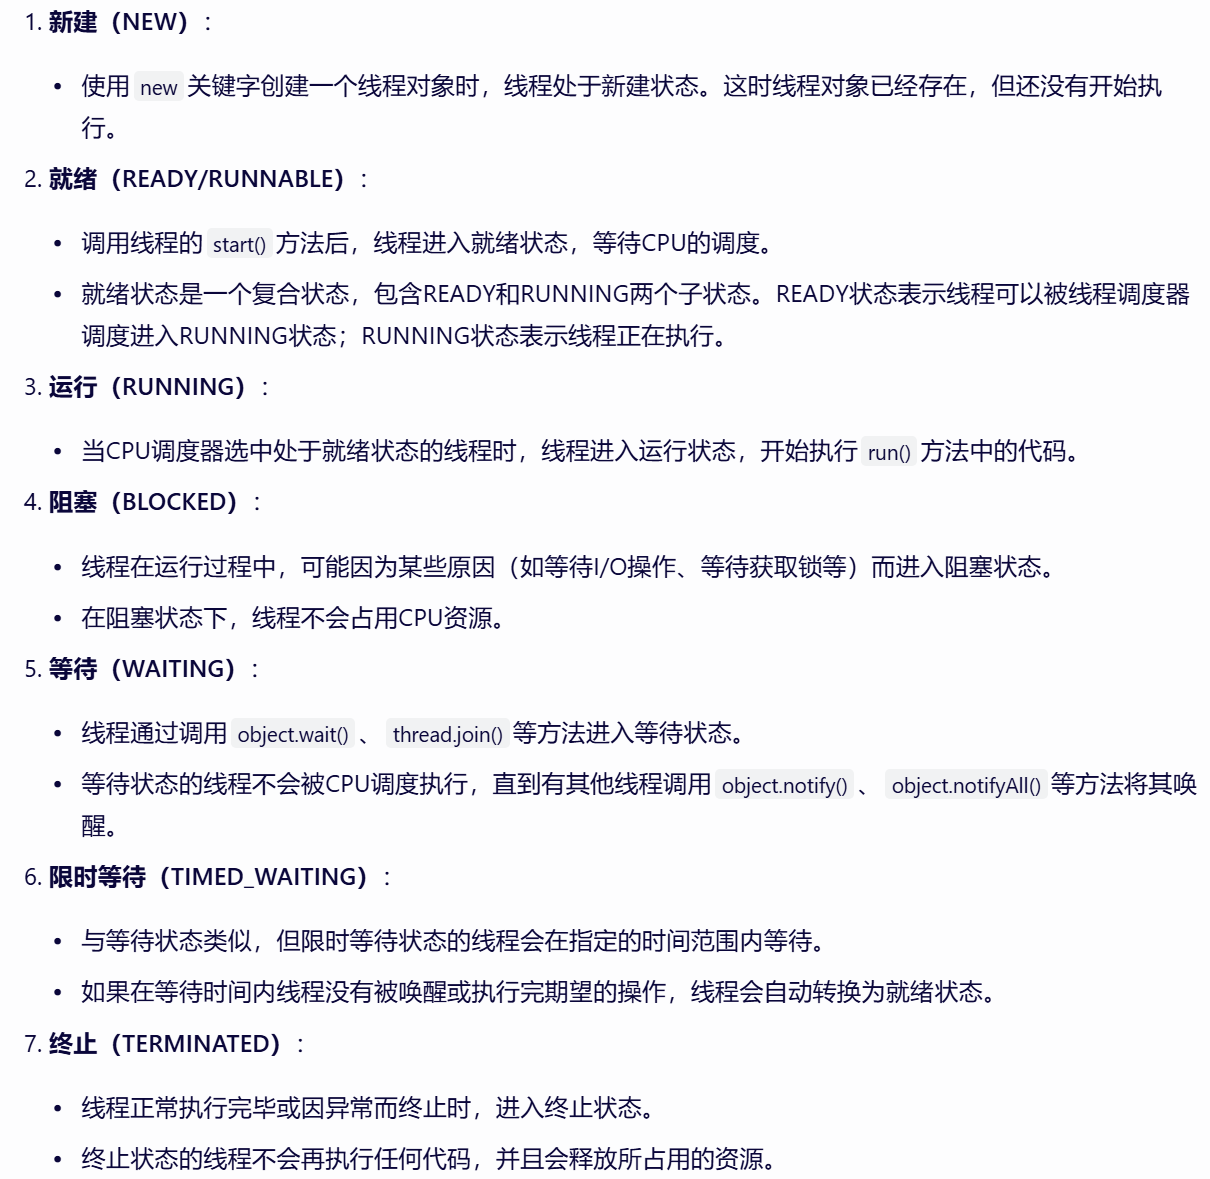 1. 新建（NEW）：
• 使用 new 关键字创建一个线程对象时，线程处于新建状态。这时线程对象已经存在，但还没有开始执
行。
2. 就绪（READY/RUNNABLE）：
• 调用线程的 start() 方法后，线程进入就绪状态，等待CPU的调度。
• 就绪状态是一个复合状态，包含READY和RUNNING两个子状态。READY状态表示线程可以被线程调度器
调度进入RUNNING状态；RUNNING状态表示线程正在执行。
3. 运行（RUNNING）：
• 当CPU调度器选中处于就绪状态的线程时，线程进入运行状态，开始执行 run() 方法中的代码。
4. 阻塞（BLOCKED）：
• 线程在运行过程中，可能因为某些原因（如等待I/O操作、等待获取锁等）而进入阻塞状态。
• 在阻塞状态下，线程不会占用CPU资源。
5. 等待（WAITING）：
• 线程通过调用 object.wait() 、 thread.join() 等方法进入等待状态。
• 等待状态的线程不会被CPU调度执行，直到有其他线程调用 object.notify() 、 object.notifyAll() 等方法将其唤
醒。
6. 限时等待（TIMED_WAITING）：
• 与等待状态类似，但限时等待状态的线程会在指定的时间范围内等待。
• 如果在等待时间内线程没有被唤醒或执行完期望的操作，线程会自动转换为就绪状态。
7. 终止（TERMINATED）：
• 线程正常执行完毕或因异常而终止时，进入终止状态。
• 终止状态的线程不会再执行任何代码，并且会释放所占用的资源。